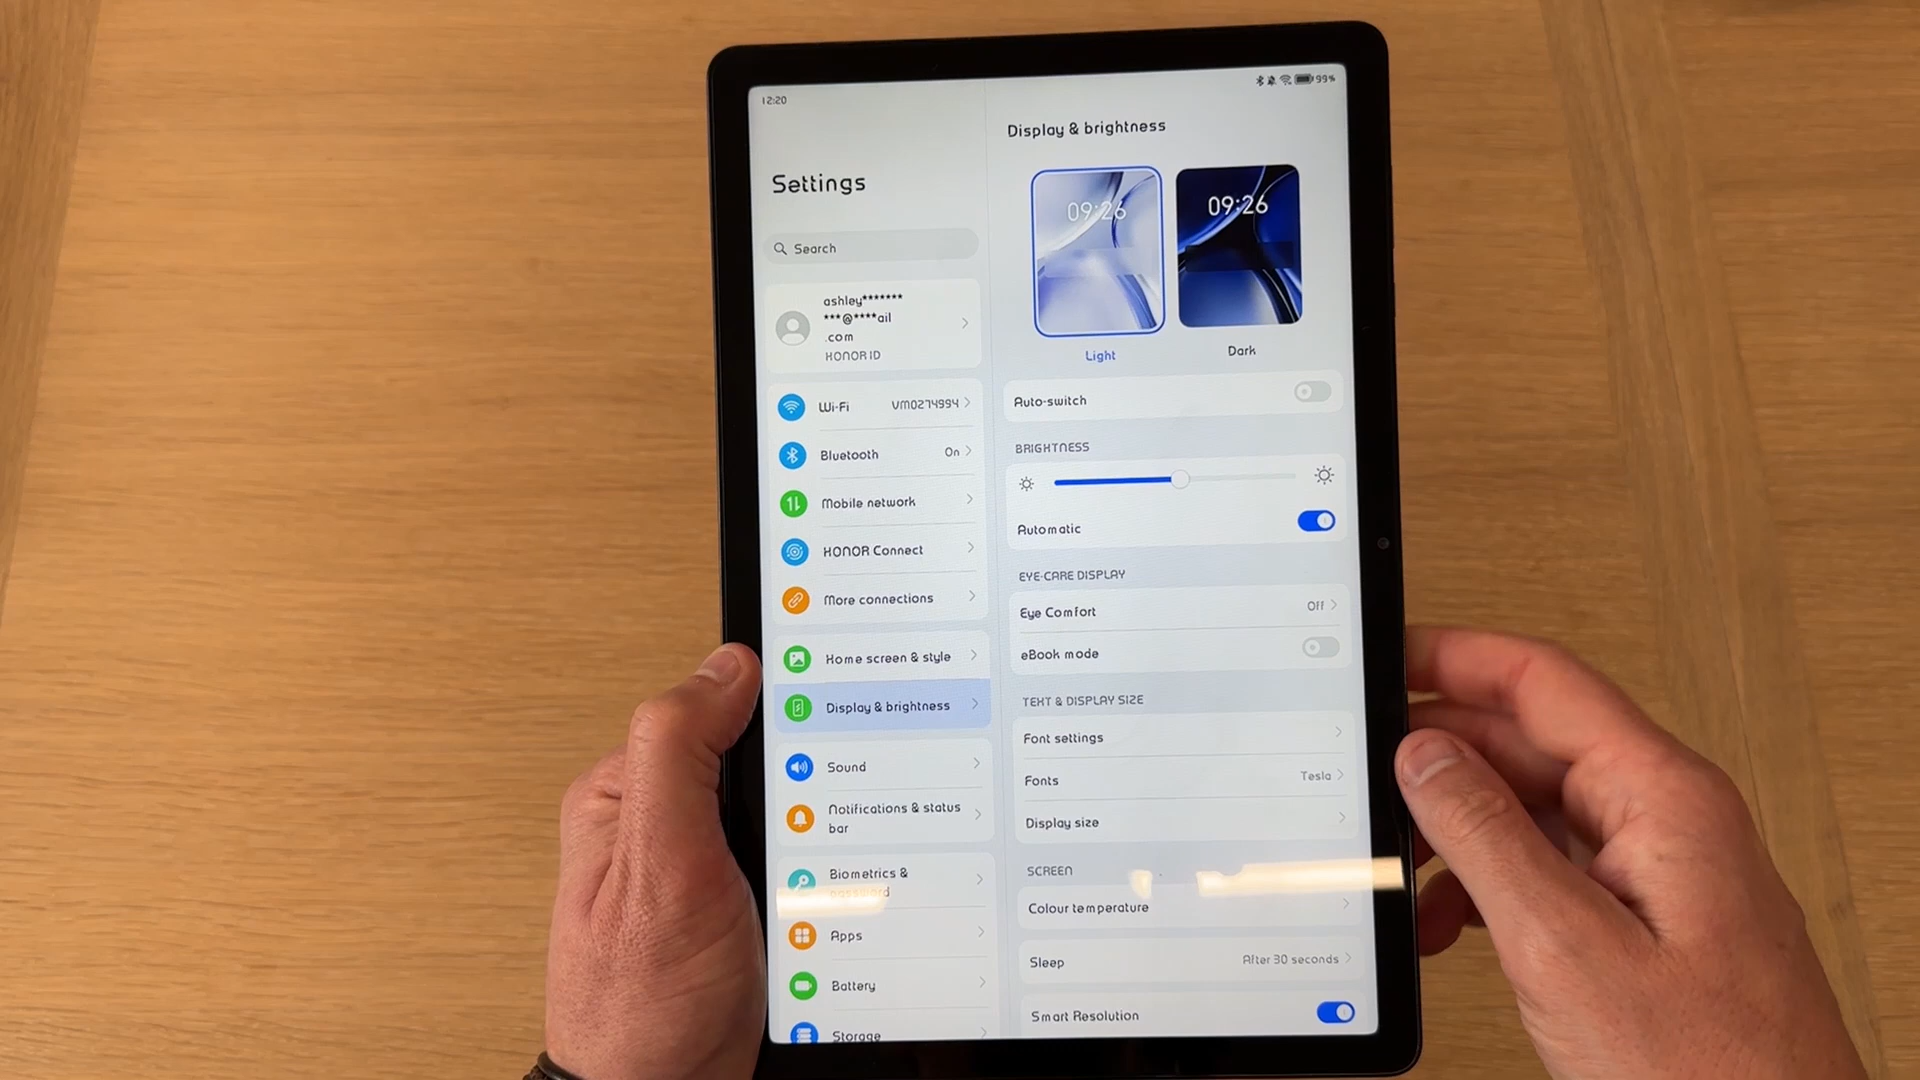 12:20
99%
Settings
Search
ashley*******
***@****ail
.com
HONOR ID
Wi-Fi VM0274994
Bluetooth On
Mobile network
HONOR Connect
More connections
Home screen & style
Display & brightness
Sound
Notifications & status
bar
Biometrics &
password
Apps
Battery
Storage
Display & brightness
09:26
09:26
Light
Dark
Auto-switch
BRIGHTNESS
Automatic
EYE-CARE DISPLAY
Eye Comfort Off
eBook mode
TEXT & DISPLAY SIZE
Font settings
Fonts Tesla
Display size
SCREEN
Colour temperature
Sleep After 30 seconds
Smart Resolution